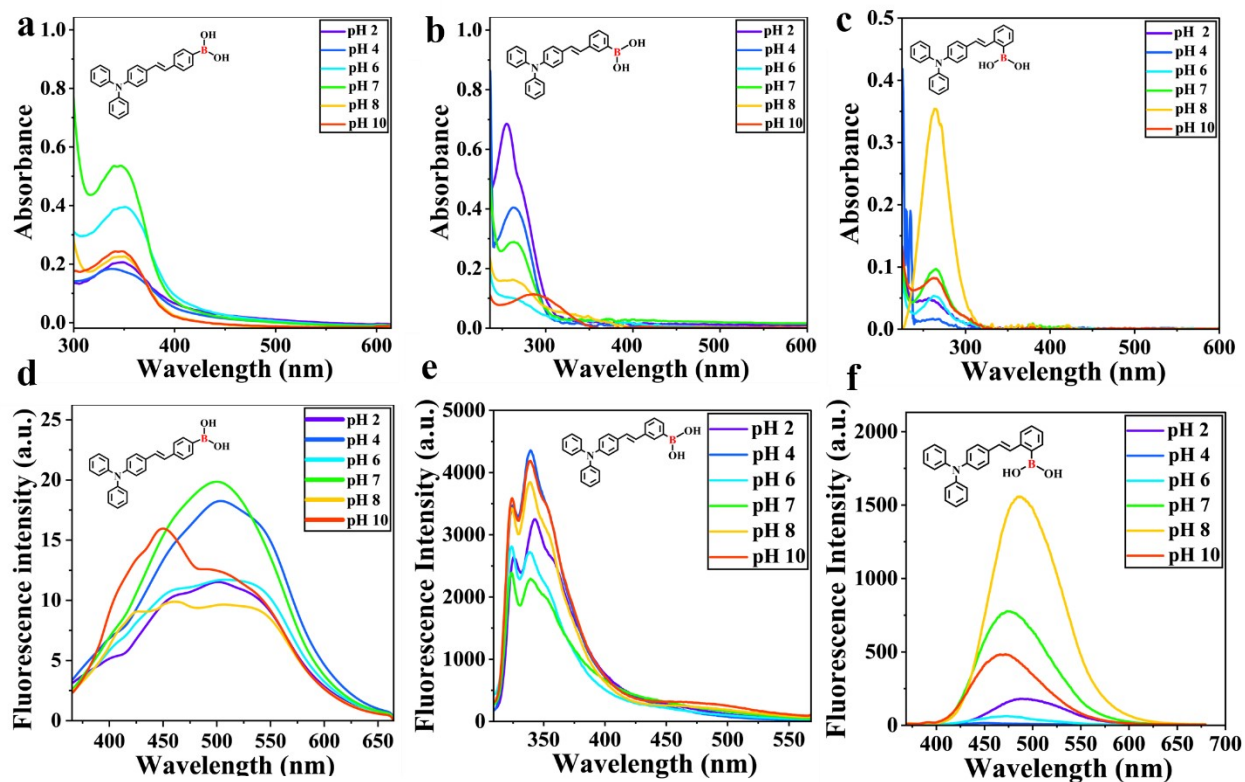 a
pH 2
pH 4
pH 6
pH 7
pH 8
pH 10
OH
B
OH
N
1.0
0.8
0.6
0.4
0.2
0.0
Absorbance
300
400
500
600
Wavelength (nm)
b
pH 2
pH 4
pH 6
pH 7
pH 8
pH 10
B
OH
OH
N
1.0
0.8
0.6
0.4
0.2
0.0
Absorbance
300
400
500
600
Wavelength (nm)
c
pH 2
pH 4
pH 6
pH 7
pH 8
pH 10
N
B
HO
OH
0.5
0.4
0.3
0.2
0.1
0.0
Absorbance
300
400
500
600
Wavelength (nm)
d
pH 2
pH 4
pH 6
pH 7
pH 8
pH 10
OH
B
OH
N
25
20
15
10
5
0
Fluorescence intensity (a.u.)
400
450
500
550
600
650
Wavelength (nm)
e
pH 2
pH 4
pH 6
pH 7
pH 8
pH 10
B
OH
OH
N
5000
4000
3000
2000
1000
0
Fluorescence Intensity (a.u.)
350
400
450
500
550
Wavelength (nm)
f
pH 2
pH 4
pH 6
pH 7
pH 8
pH 10
N
HO
B
OH
2000
1500
1000
500
0
Fluorescence Intensity (a.u.)
400
450
500
550
600
650
700
Wavelength (nm)